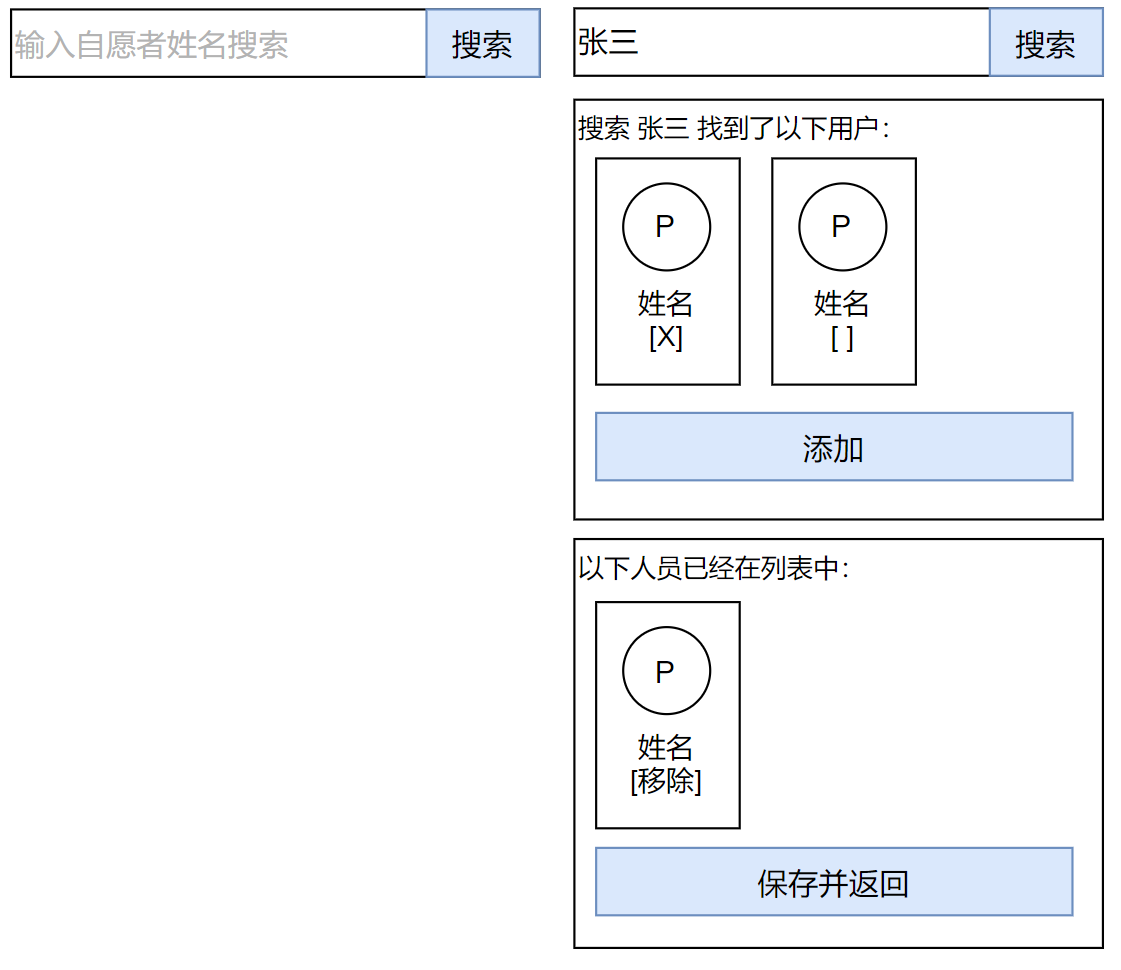 输入自愿者姓名搜索
搜索
张三
搜索
搜索 张三 找到了以下用户：
P
姓名
[X]
P
姓名
[ ]
添加
以下人员已经在列表中：
P
姓名
[移除]
保存并返回